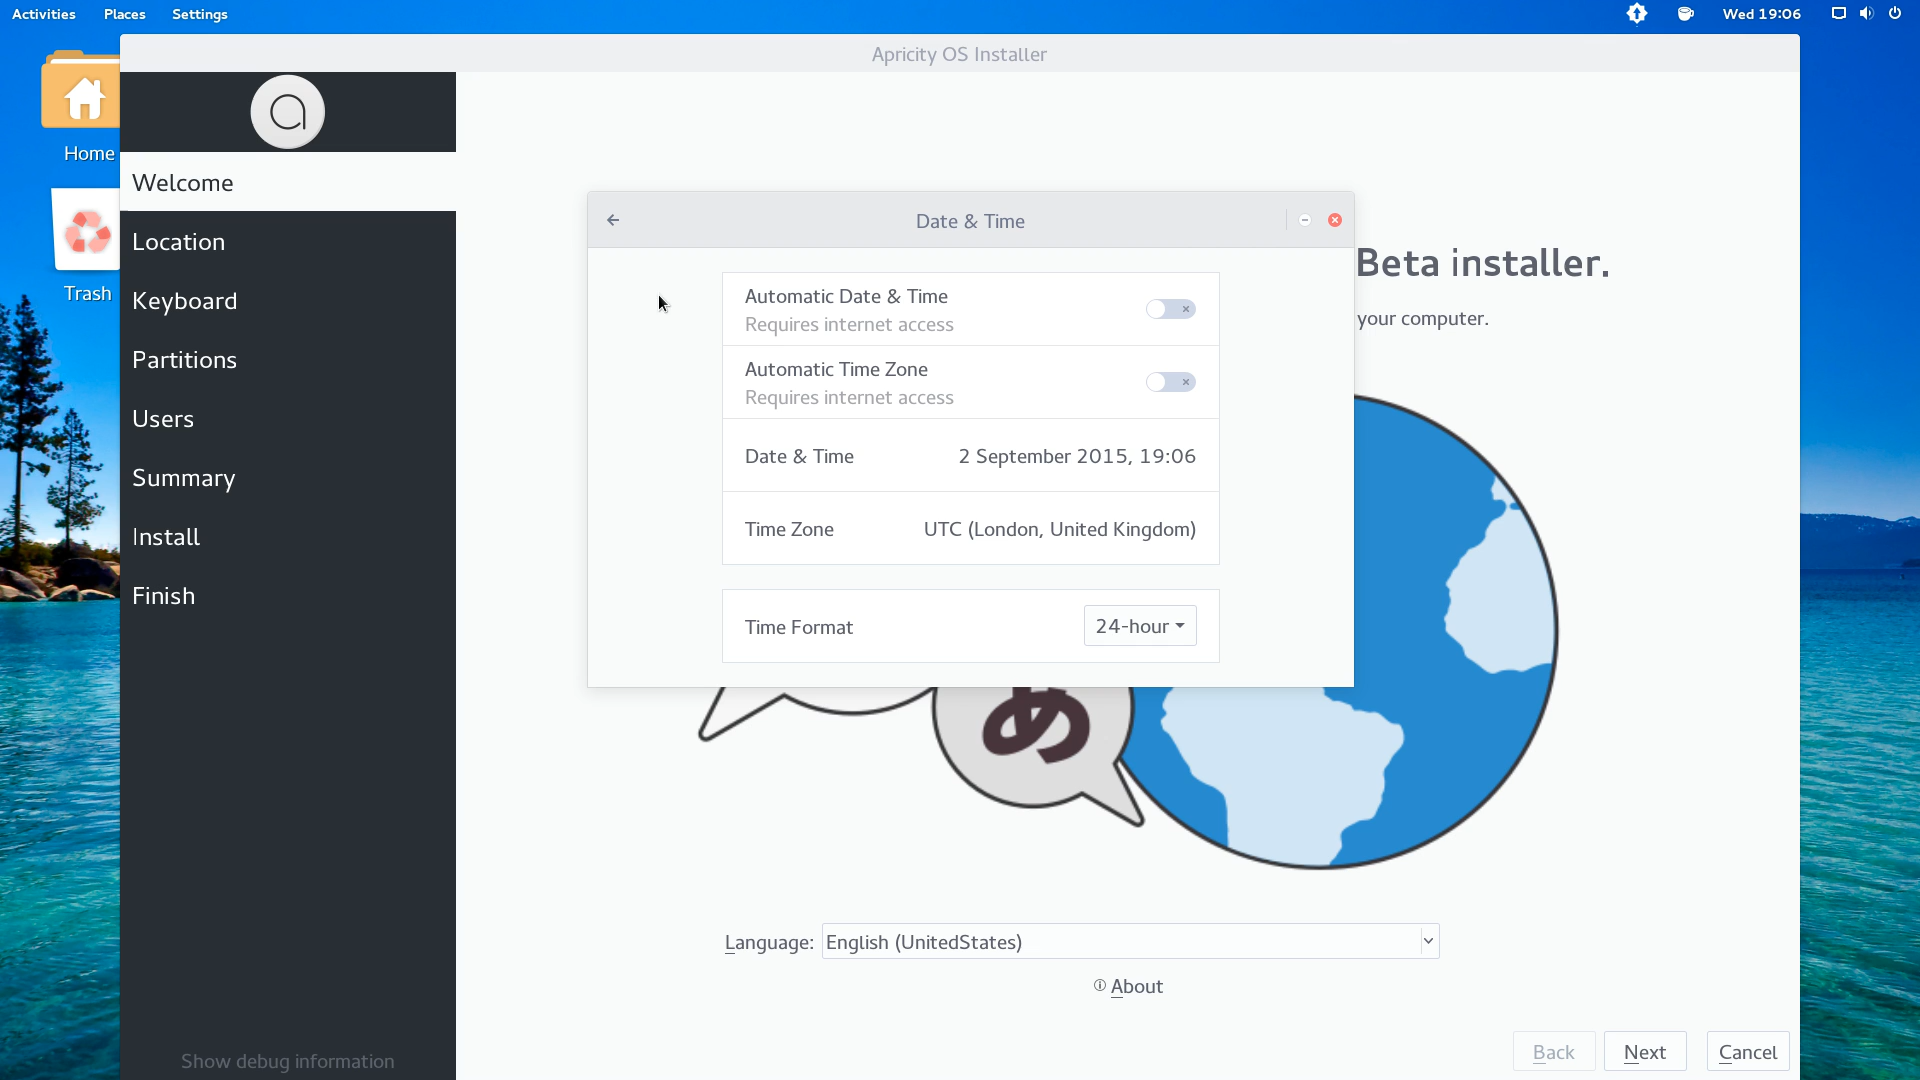 Activities
Places
Settings
Wed 19:06
Apricity OS Installer
Home
Trash
Welcome
Location
Keyboard
Partitions
Users
Summary
Install
Finish
Show debug information
Date & Time
Automatic Date & Time
Requires internet access
Automatic Time Zone
Requires internet access
Date & Time 2 September 2015, 19:06
Time Zone UTC (London, United Kingdom)
Time Format 24-hour
Beta installer.
your computer.
あ
Language: English (UnitedStates)
About
Back
Next
Cancel